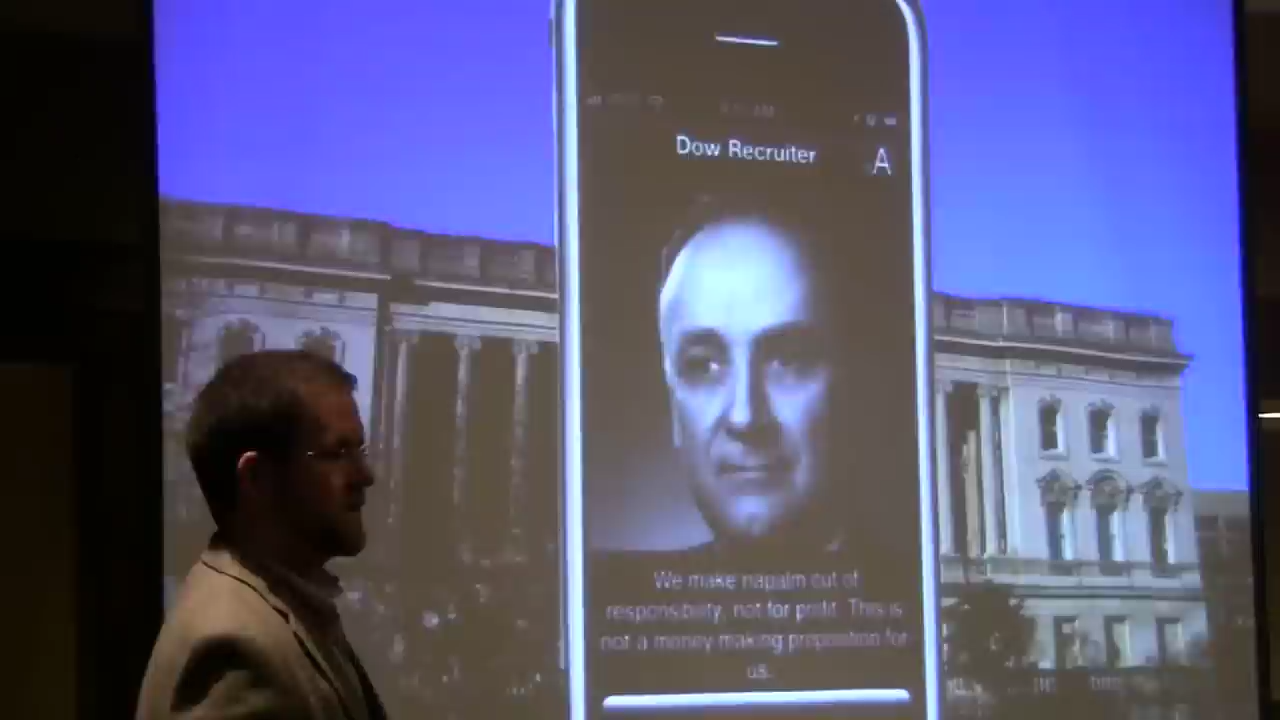 Dow Recruiter A
We make napalm out of
responsibility, not for profit. This is
not a money making proposition for
us.